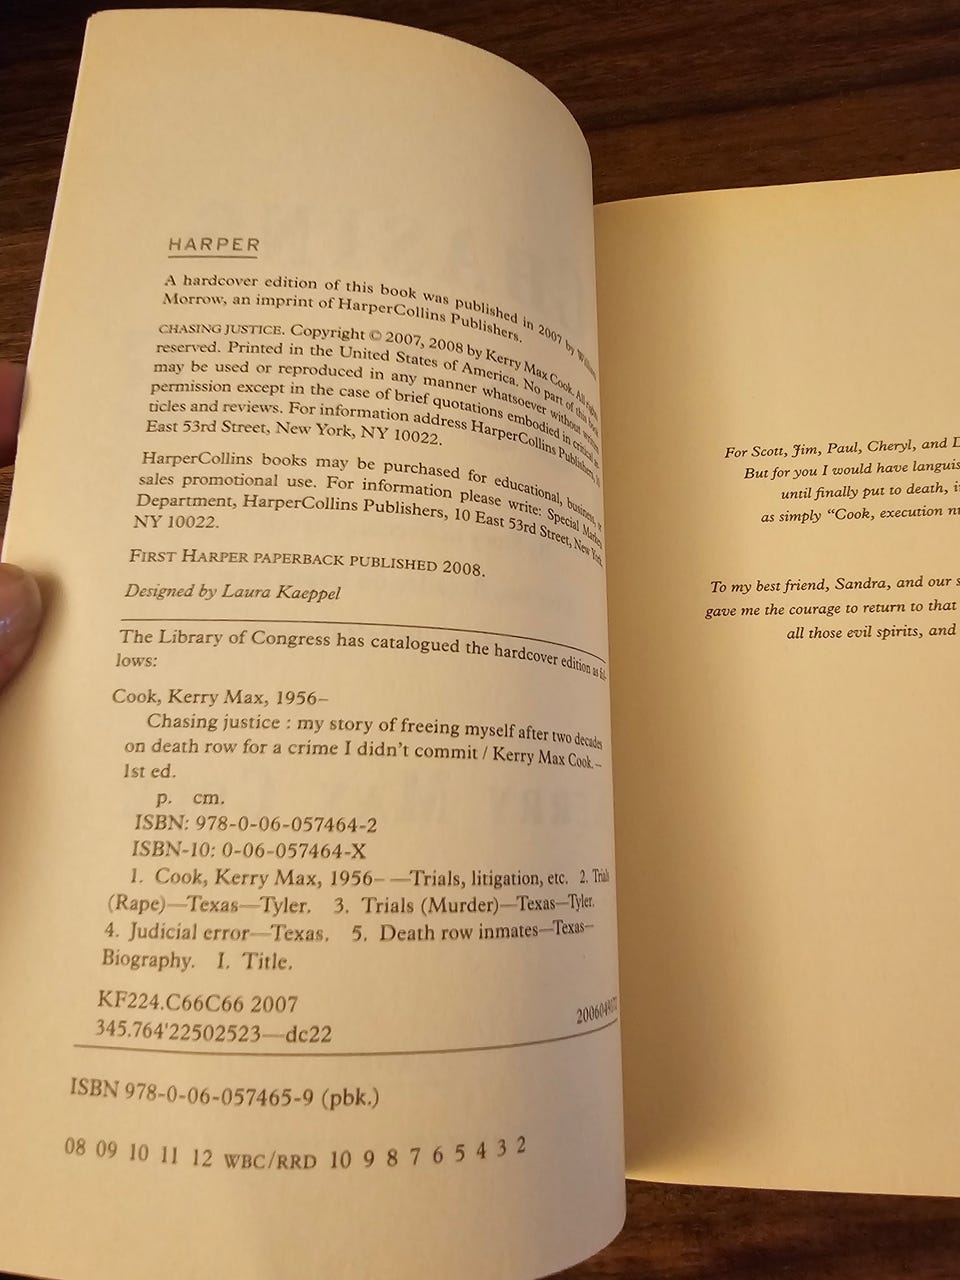 HARPER
A hardcover edition of this book was published in 2007 by William
Morrow, an imprint of HarperCollins Publishers.
CHASING JUSTICE. Copyright © 2007, 2008 by Kerry Max Cook. All rights
reserved. Printed in the United States of America. No part of this book
may be used or reproduced in any manner whatsoever without written
permission except in the case of brief quotations embodied in critical ar-
ticles and reviews. For information address HarperCollins Publishers, 10
East 53rd Street, New York, NY 10022.
HarperCollins books may be purchased for educational, business, or
sales promotional use. For information please write: Special Markets
Department, HarperCollins Publishers, 10 East 53rd Street, New York,
NY 10022.
FIRST HARPER PAPERBACK PUBLISHED 2008.
Designed by Laura Kaeppel
The Library of Congress has catalogued the hardcover edition as fol-
lows:
Cook, Kerry Max, 1956–
Chasing justice : my story of freeing myself after two decades
on death row for a crime I didn't commit / Kerry Max Cook.–
1st ed.
p. cm.
ISBN: 978-0-06-057464-2
ISBN-10: 0-06-057464-X
1. Cook, Kerry Max, 1956– —Trials, litigation, etc. 2. Trials
(Rape)—Texas—Tyler. 3. Trials (Murder)—Texas—Tyler.
4. Judicial error—Texas. 5. Death row inmates—Texas—
Biography. I. Title.
KF224.C66C66 2007
345.764'22502523—dc22
ISBN 978-0-06-057465-9 (pbk.)
08 09 10 11 12 WBC/RRD 10 9 8 7 6 5 4 3 2
For Scott, Jim, Paul, Cheryl, and D
But for you I would have languis
until finally put to death, i
as simply "Cook, execution nu
To my best friend, Sandra, and our s
gave me the courage to return to that
all those evil spirits, and